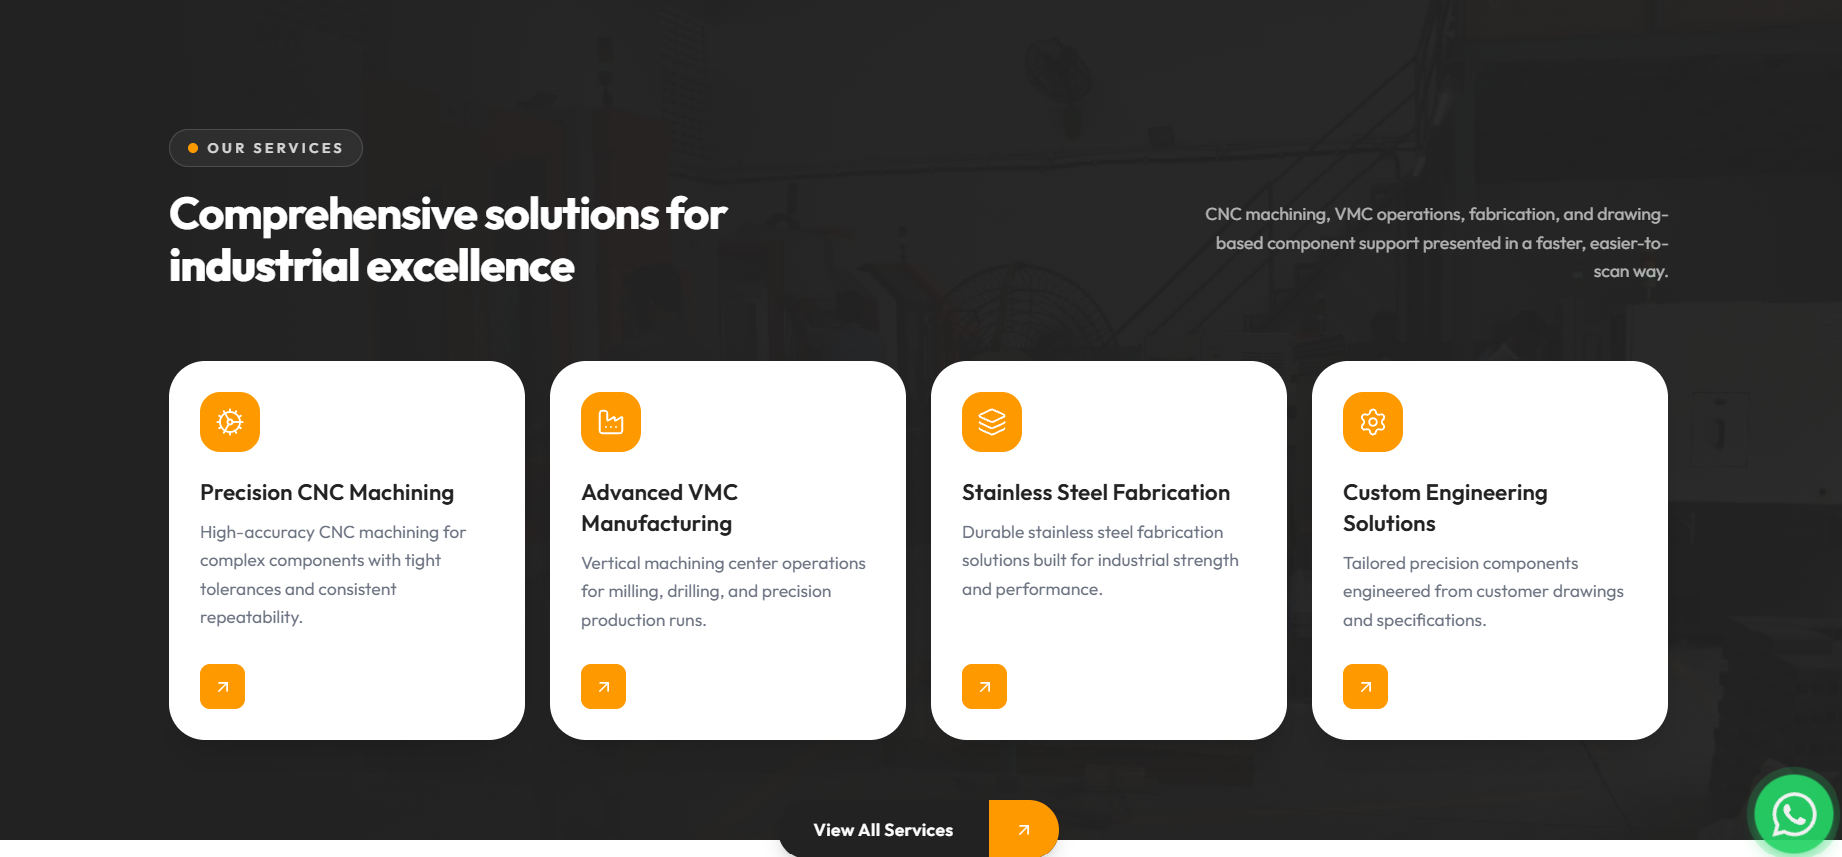 OUR SERVICES
Comprehensive solutions for
industrial excellence
CNC machining, VMC operations, fabrication, and drawing-
based component support presented in a faster, easier-to-
scan way.
Precision CNC Machining
High-accuracy CNC machining for
complex components with tight
tolerances and consistent
repeatability.
Advanced VMC
Manufacturing
Vertical machining center operations
for milling, drilling, and precision
production runs.
Stainless Steel Fabrication
Durable stainless steel fabrication
solutions built for industrial strength
and performance.
Custom Engineering
Solutions
Tailored precision components
engineered from customer drawings
and specifications.
View All Services